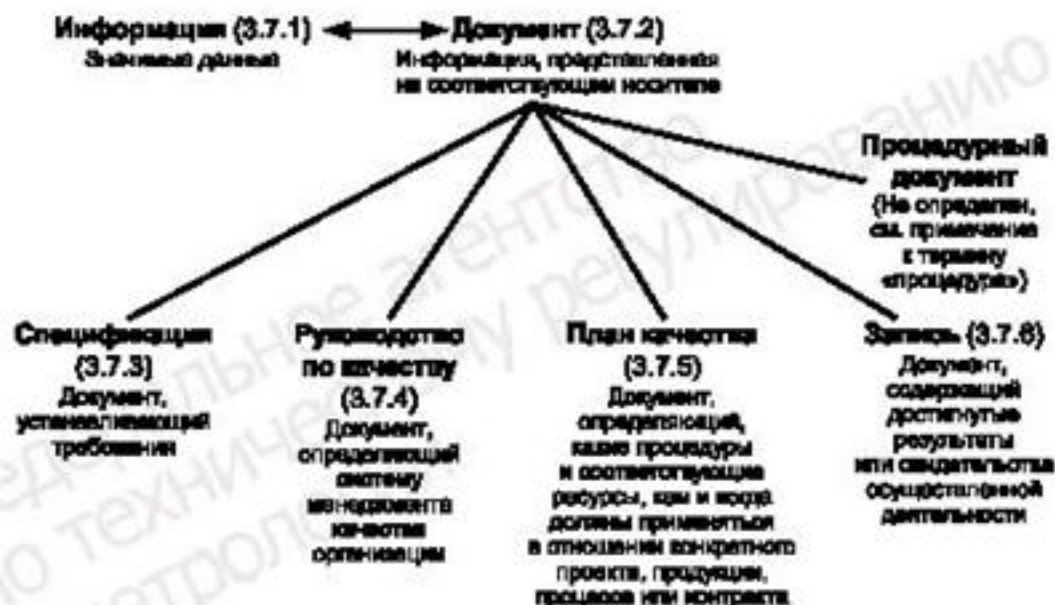 Информация (3.7.1)
Значимые данные
Документ (3.7.2)
Информация, представленная
на соответствующем носителе
Процедурный
документ
(Не определен,
см. примечание
к термину
«процедура»)
Спецификация
(3.7.3)
Документ,
устанавливающий
требования
Руководство
по качеству
(3.7.4)
Документ,
определяющий
систему
менеджмента
качества
организации
План качества
(3.7.5)
Документ,
определяющий,
какие процедуры
и соответствующие
ресурсы, кем и когда
должны применяться
в отношении конкретного
проекта, продукции,
процесса или контракта
Запись (3.7.6)
Документ,
содержащий
достигнутые
результаты
или свидетельства
осуществленной
деятельности
агентство
техническому регулированию